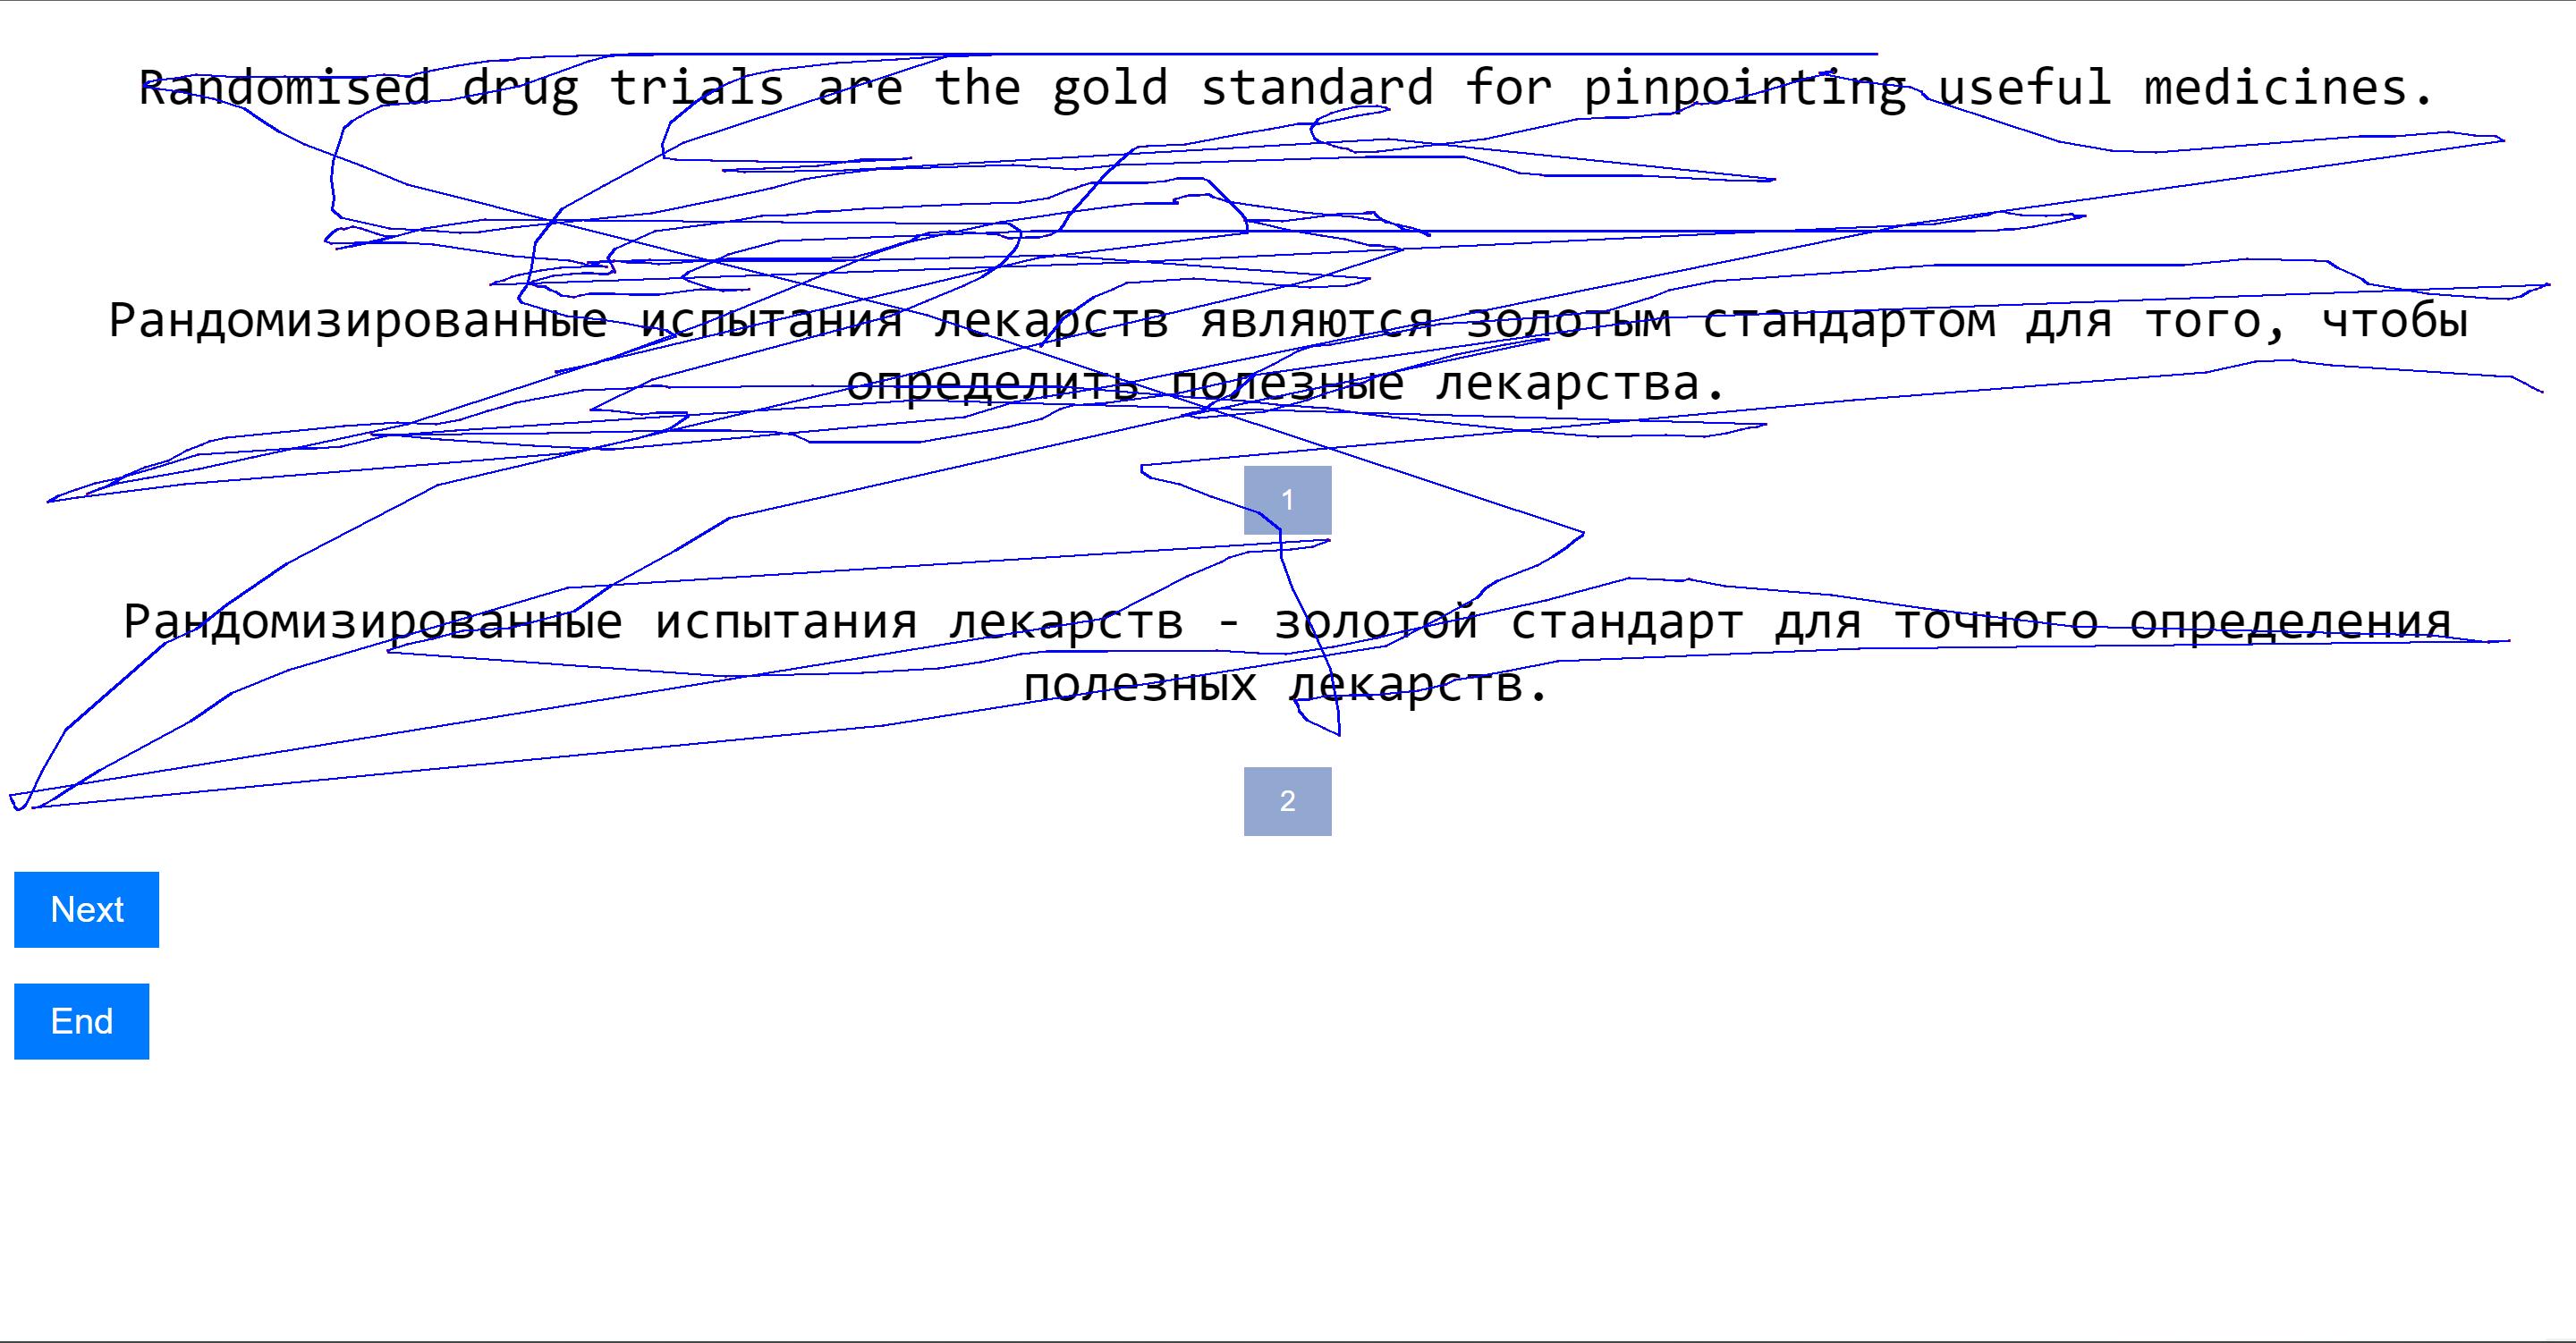 Randomised drug trials are the gold standard for pinpointing useful medicines.
Рандомизированные испытания лекарств являются золотым стандартом для того, чтобы
определить полезные лекарства.
1
Рандомизированные испытания лекарств - золотой стандарт для точного определения
полезных лекарств.
2
Next
End